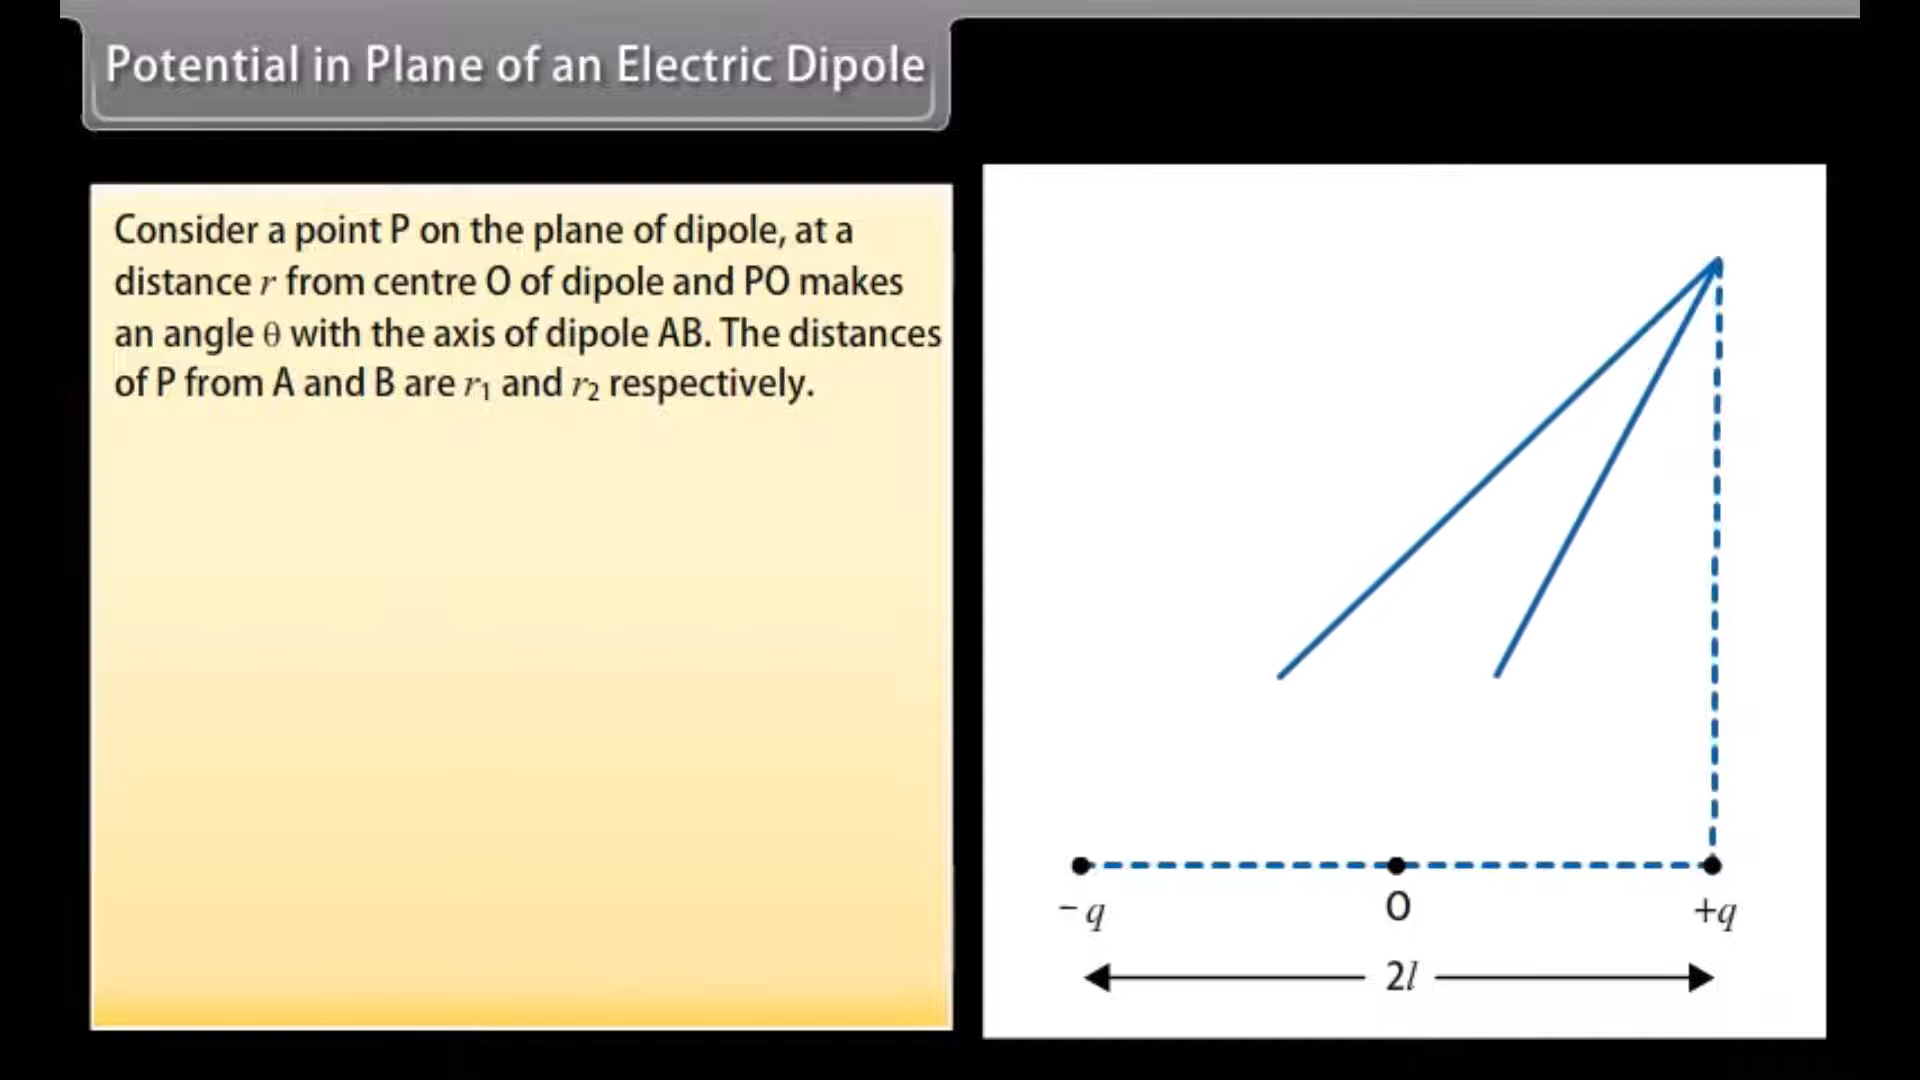 Potential in Plane of an Electric Dipole
Consider a point P on the plane of dipole, at a
distance r from centre O of dipole and PO makes
an angle θ with the axis of dipole AB. The distances
of P from A and B are r₁ and r₂ respectively.
– q O +q
2l